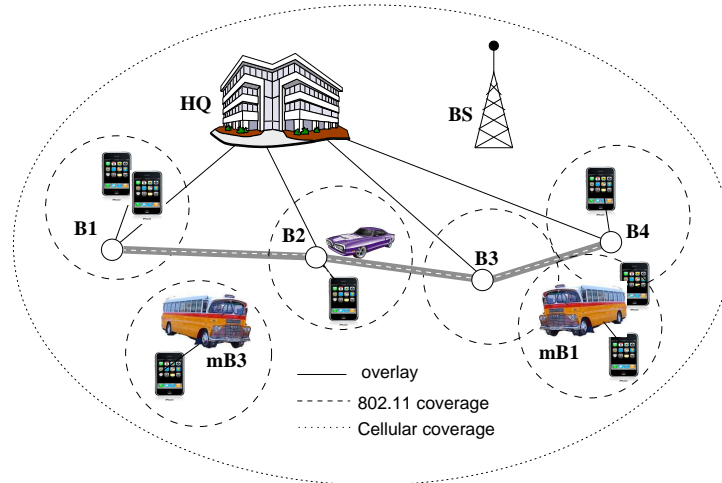 HQ
BS
B1
B2
B3
B4
mB3
mB1
overlay
802.11 coverage
Cellular coverage